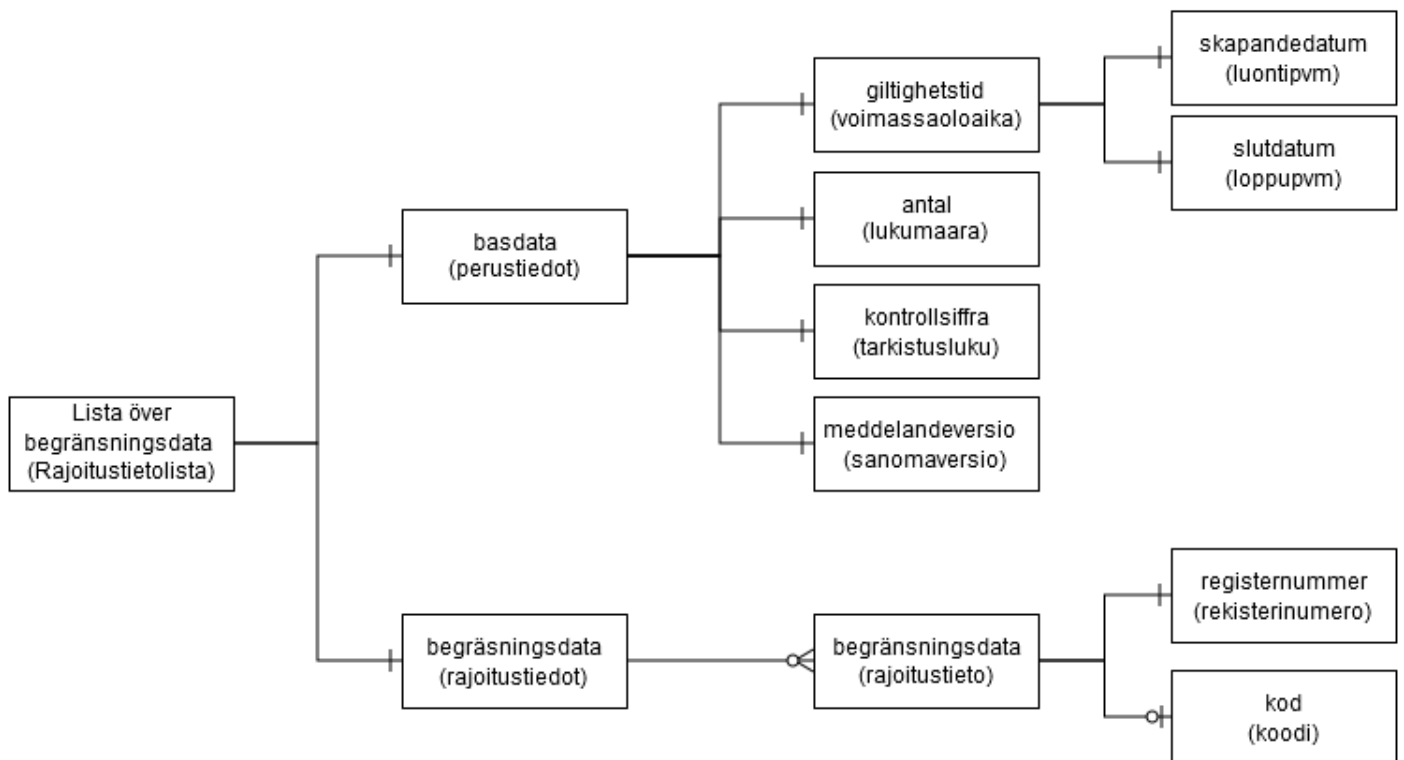 skapandedatum
(luontipvm)
giltighetstid
(voimassaoloaika)
slutdatum
(loppupvm)
antal
(lukumaara)
basdata
(perustiedot)
kontrollsiffra
(tarkistusluku)
Lista över
begränsningsdata
(Rajoitustietolista)
meddelandeversio
(sanomaversio)
registernummer
(rekisterinumero)
begräsningsdata
(rajoitustiedot)
begränsningsdata
(rajoitustieto)
kod
(koodi)